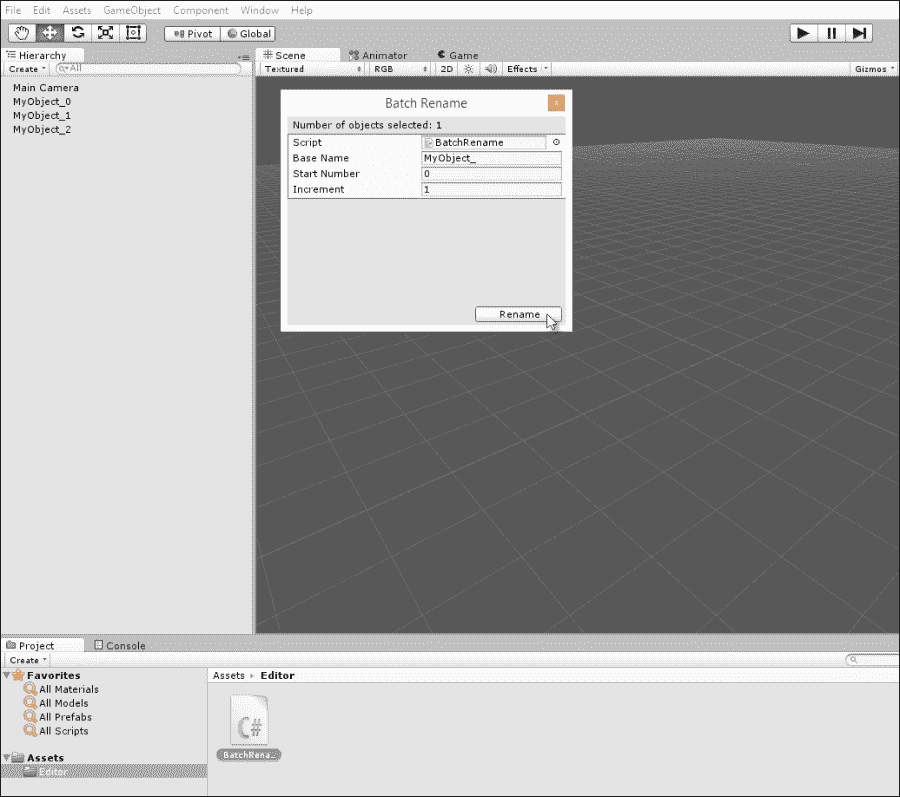 File Edit Assets GameObject Component Window Help
Pivot Global
Hierarchy
Create All
Main Camera
MyObject_0
MyObject_1
MyObject_2
Scene Animator Game
Textured RGB 2D Effects Gizmos
Batch Rename
x
Number of objects selected: 1
Script BatchRename
Base Name MyObject_
Start Number 0
Increment 1
Rename
Project Console
Create
Favorites
All Materials
All Models
All Prefabs
All Scripts
Assets
Editor
Assets Editor
C#
BatchRena...